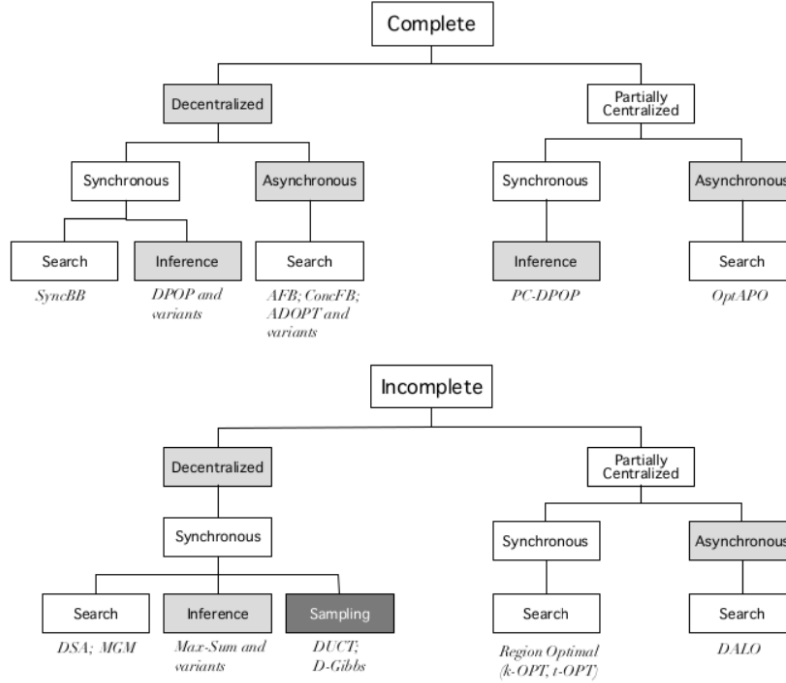 Complete
Decentralized
Partially
Centralized
Synchronous
Asynchronous
Synchronous
Asynchronous
Search
Inference
Search
Inference
Search
SyncBB
DPOP and
variants
AFB; ConcFB;
ADOPT and
variants
PC-DPOP
OptAPO
Incomplete
Decentralized
Partially
Centralized
Synchronous
Synchronous
Asynchronous
Search
Inference
Sampling
Search
Search
DSA; MGM
Max-Sum and
variants
DUCT;
D-Gibbs
Region Optimal
(k-OPT, t-OPT)
DALO